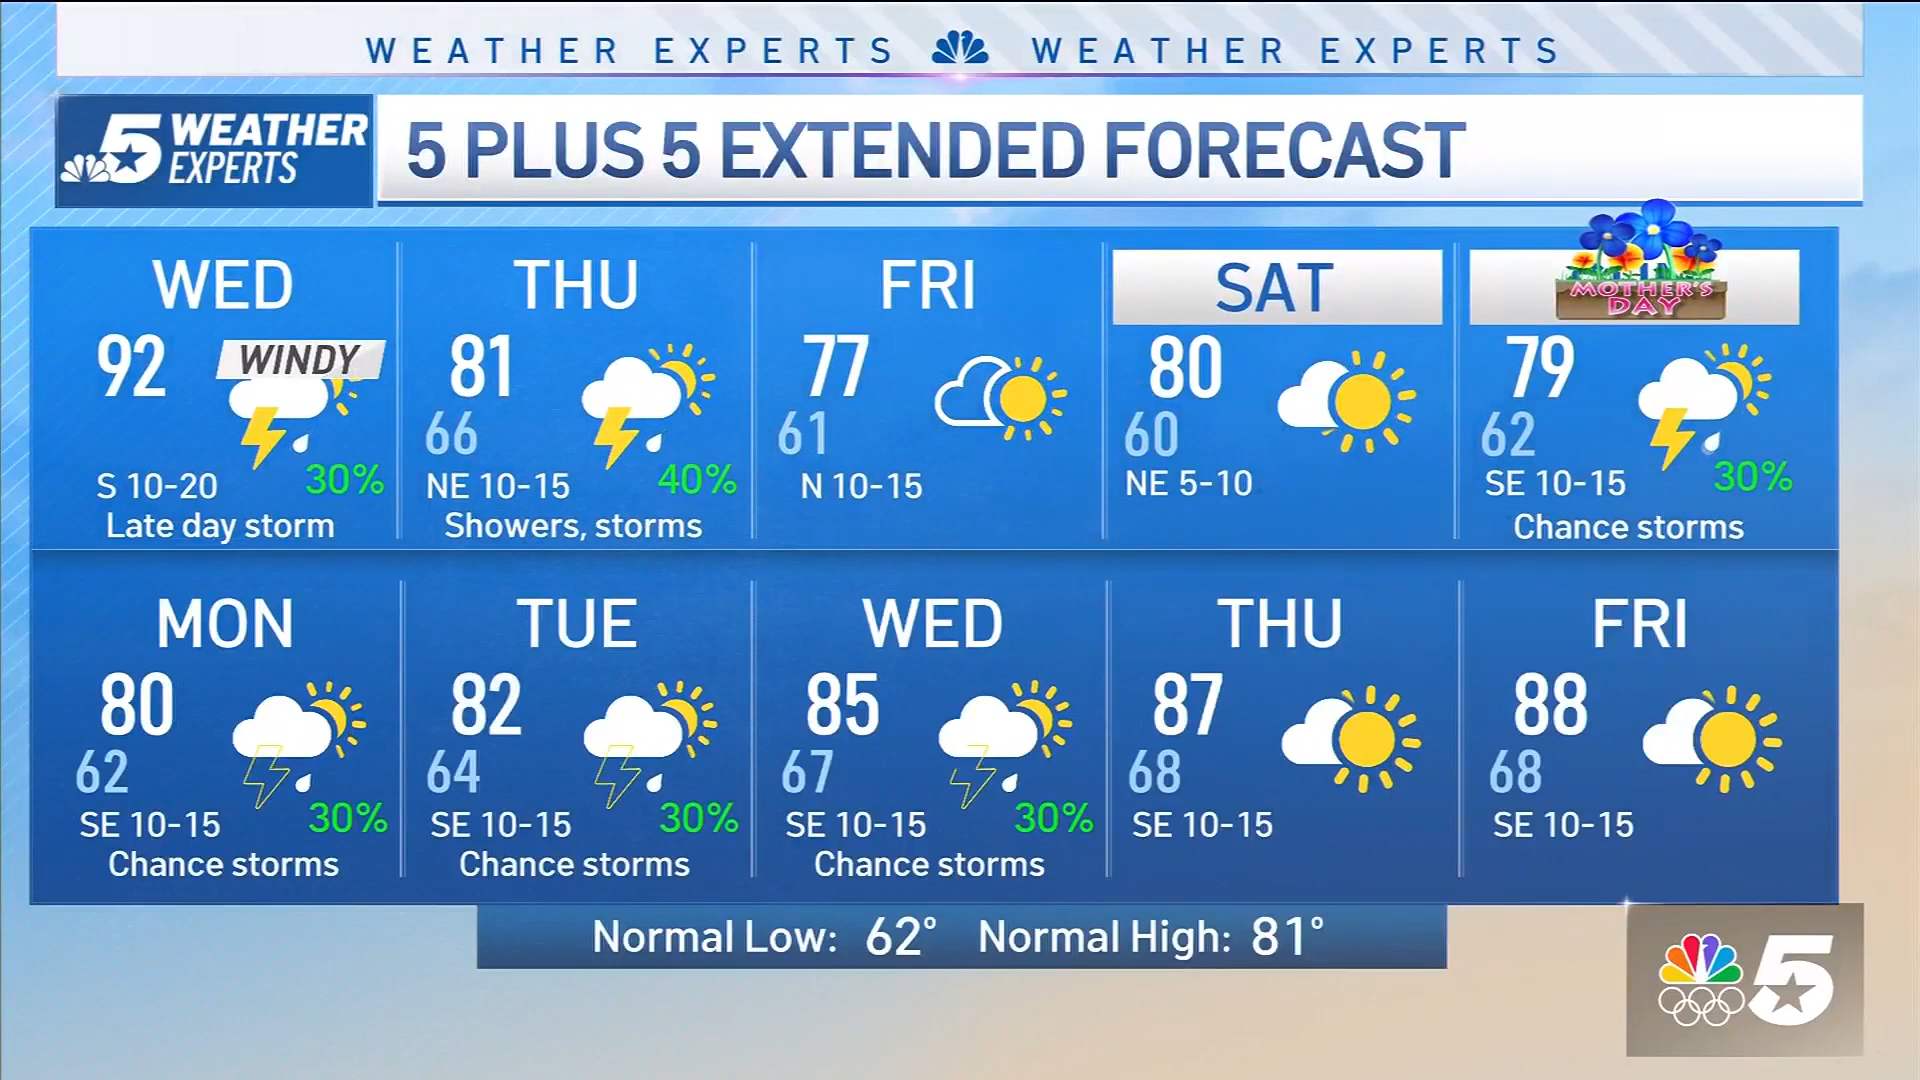 WEATHER EXPERTS WEATHER EXPERTS
5 WEATHER EXPERTS
5 PLUS 5 EXTENDED FORECAST
WED
92
WINDY
S 10-20
30%
Late day storm
THU
81
66
NE 10-15
40%
Showers, storms
FRI
77
61
N 10-15
SAT
80
60
NE 5-10
MOTHER'S
DAY
79
62
SE 10-15
30%
Chance storms
MON
80
62
SE 10-15
30%
Chance storms
TUE
82
64
SE 10-15
30%
Chance storms
WED
85
67
SE 10-15
30%
Chance storms
THU
87
68
SE 10-15
FRI
88
68
SE 10-15
Normal Low: 62° Normal High: 81°
5